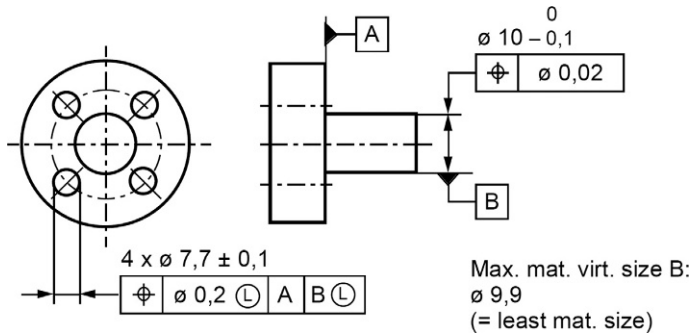 A
0
ø 10 – 0,1
⌖ ø 0,02
B
4 x ø 7,7 ± 0,1
⌖ ø 0,2 Ⓛ A B Ⓛ
Max. mat. virt. size B:
ø 9,9
(= least mat. size)